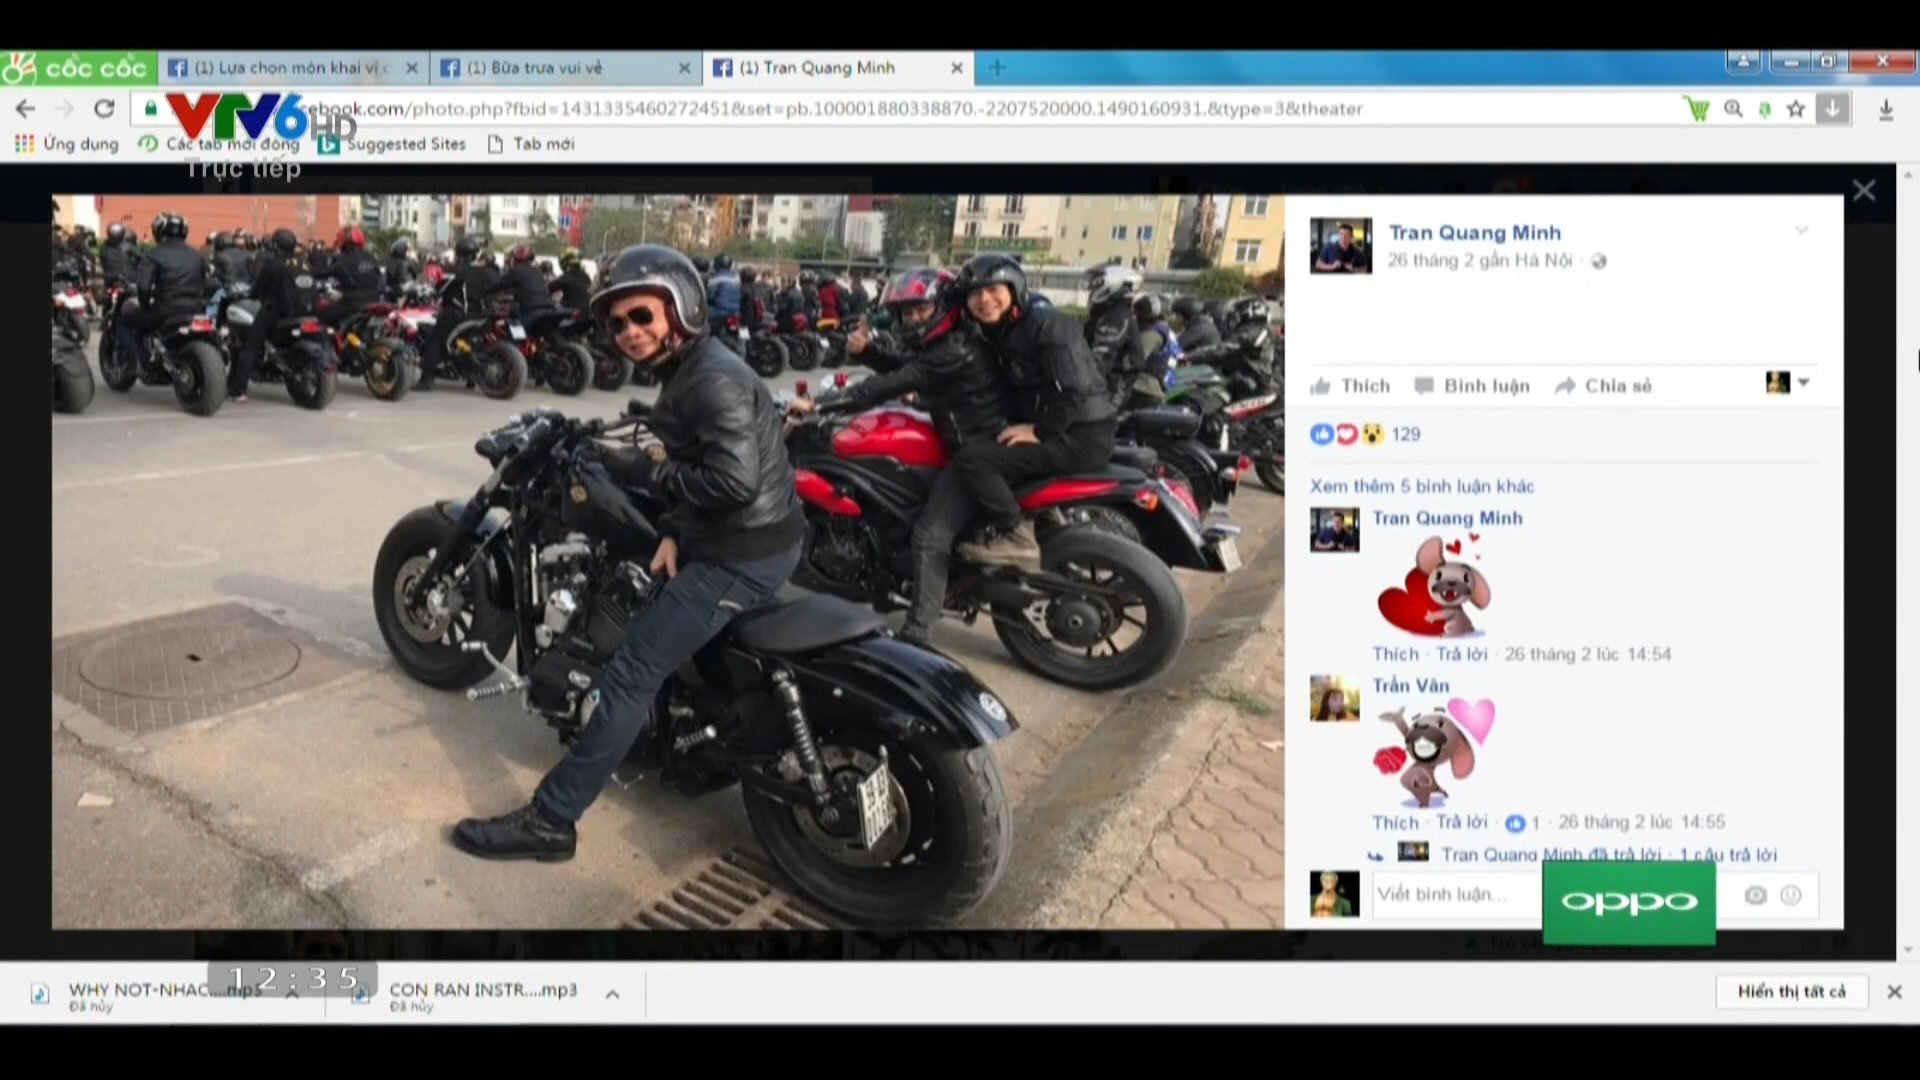 cốc cốc
(1) Lựa chọn món khai vị c
(1) Bữa trưa vui vẻ
(1) Tran Quang Minh
cebook.com/photo.php?fbid=1431335460272451&set=pb.100001880338870.-2207520000.1490160931.&type=3&theater
VTV6 HD
Ứng dụng
Các tab mới đóng
Suggested Sites
Tab mới
Trực tiếp
Tran Quang Minh
26 tháng 2 gần Hà Nội ·
Thích
Bình luận
Chia sẻ
129
Xem thêm 5 bình luận khác
Tran Quang Minh
Thích · Trả lời · 26 tháng 2 lúc 14:54
Trần Vân
Thích · Trả lời · 1 · 26 tháng 2 lúc 14:55
Tran Quang Minh đã trả lời · 1 câu trả lời
Viết bình luận...
oppo
12:35
WHY NOT-NHAC....mp3
Đã hủy
CON RAN INSTR....mp3
Đã hủy
Hiển thị tất cả